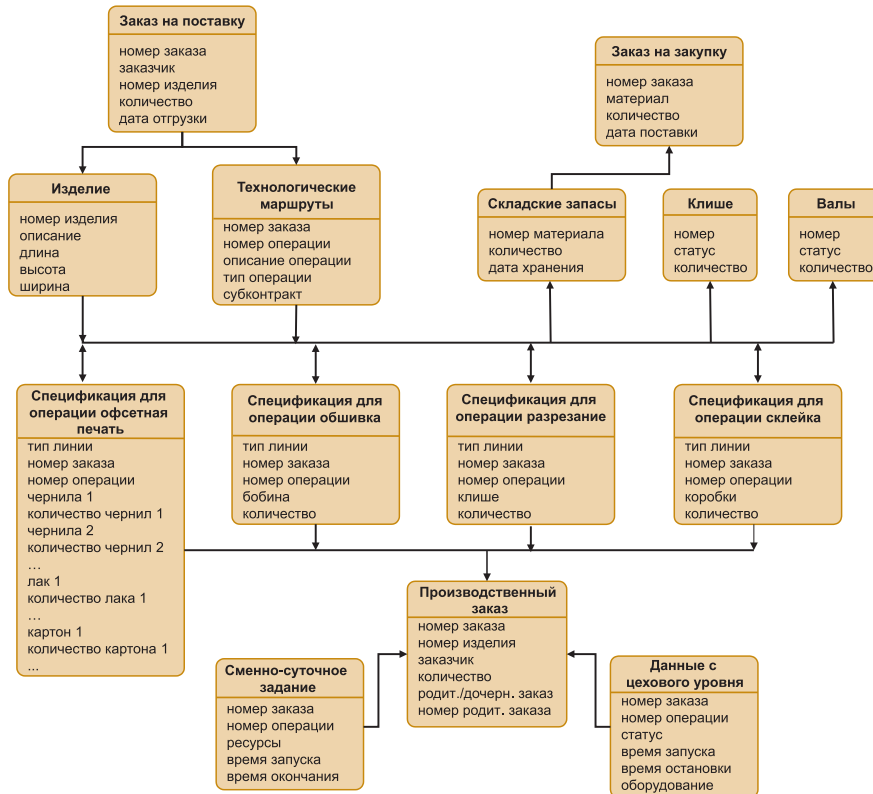 Заказ на поставку
номер заказа
заказчик
номер изделия
количество
дата отгрузки
Заказ на закупку
номер заказа
материал
количество
дата поставки
Изделие
номер изделия
описание
длина
высота
ширина
Технологические
маршруты
номер заказа
номер операции
описание операции
тип операции
субконтракт
Складские запасы
номер материала
количество
дата хранения
Клише
номер
статус
количество
Валы
номер
статус
количество
Спецификация для
операции офсетная
печать
тип линии
номер заказа
номер операции
чернила 1
количество чернил 1
чернила 2
количество чернил 2
...
лак 1
количество лака 1
...
картон 1
количество картона 1
...
Спецификация для
операции обшивка
тип линии
номер заказа
номер операции
бобина
количество
Спецификация для
операции разрезание
тип линии
номер заказа
номер операции
клише
количество
Спецификация для
операции склейка
тип линии
номер заказа
номер операции
коробки
количество
Производственный
заказ
номер заказа
номер изделия
заказчик
количество
родит./дочерн. заказ
номер родит. заказа
Сменно-суточное
задание
номер заказа
номер операции
ресурсы
время запуска
время окончания
Данные с
цехового уровня
номер заказа
номер операции
статус
время запуска
время остановки
оборудование